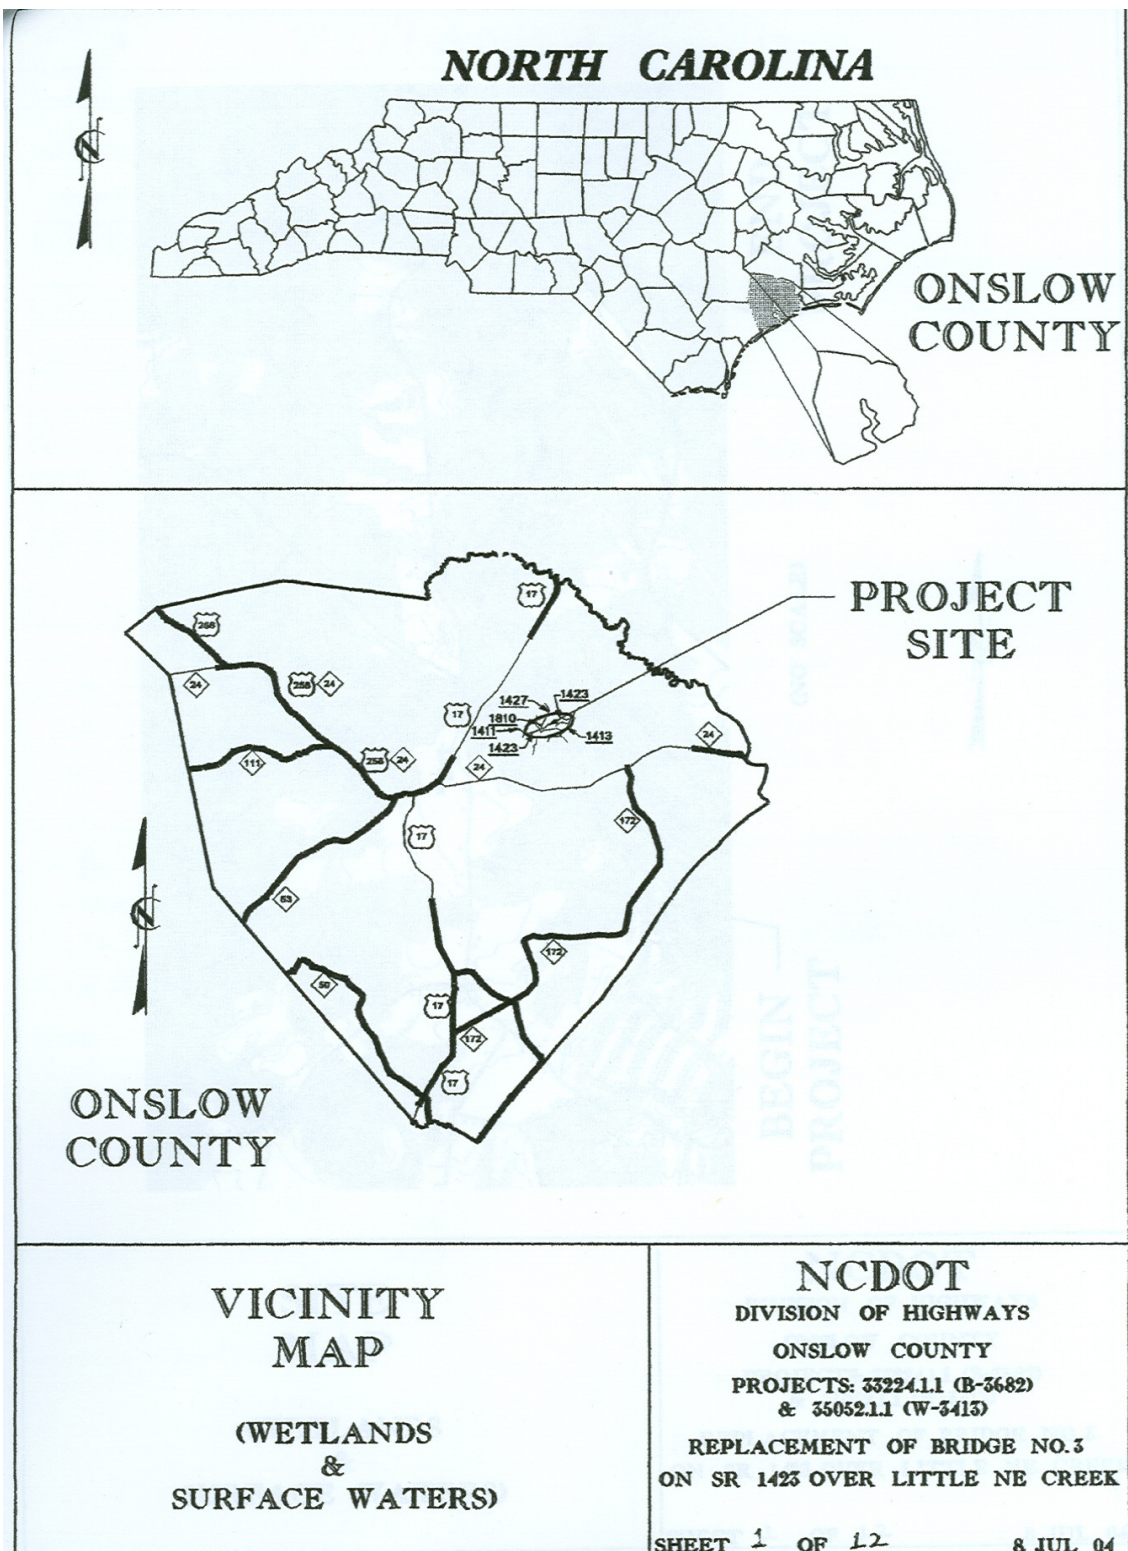 NORTH CAROLINA
N
ONSLOW
COUNTY
PROJECT
SITE
17
258
24
258 24
17
1427
1423
1810
1411
1423
1413
24
111
258 24
24
17
172
53
172
50
17
172
17
N
ONSLOW
COUNTY
VICINITY
MAP
(WETLANDS
&
SURFACE WATERS)
NCDOT
DIVISION OF HIGHWAYS
ONSLOW COUNTY
PROJECTS: 33224.1.1 (B-3682)
& 35052.1.1 (W-3413)
REPLACEMENT OF BRIDGE NO. 3
ON SR 1423 OVER LITTLE NE CREEK
SHEET 1 OF 12 8 JUL 04